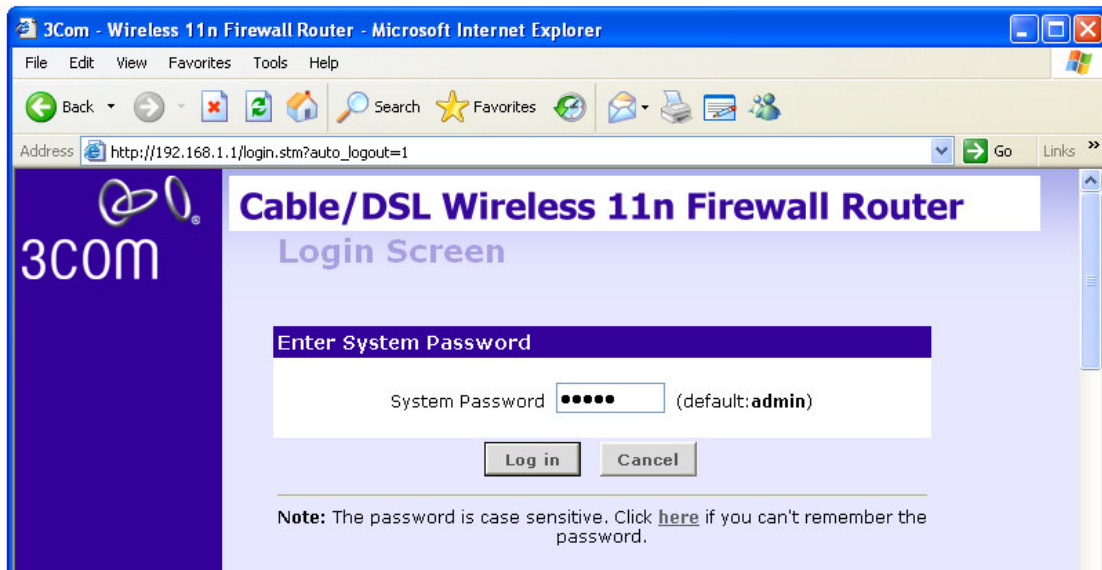 3Com - Wireless 11n Firewall Router - Microsoft Internet Explorer
File Edit View Favorites Tools Help
Back Search Favorites
Address http://192.168.1.1/login.stm?auto_logout=1 Go Links »
3COM
Cable/DSL Wireless 11n Firewall Router
Login Screen
Enter System Password
System Password ●●●●● (default:admin)
Log in Cancel
Note: The password is case sensitive. Click here if you can't remember the
password.